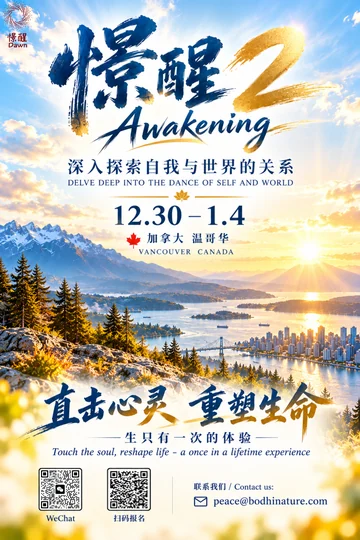 憬醒
Dawn
憬醒2
Awakening
深入探索自我与世界的关系
DELVE DEEP INTO THE DANCE OF SELF AND WORLD
12.30 – 1.4
加拿大 温哥华
VANCOUVER CANADA
直击心灵 重塑生命
一生只有一次的体验
Touch the soul, reshape life – a once in a lifetime experience
WeChat
扫码报名
联系我们 / Contact us:
peace@bodhinature.com